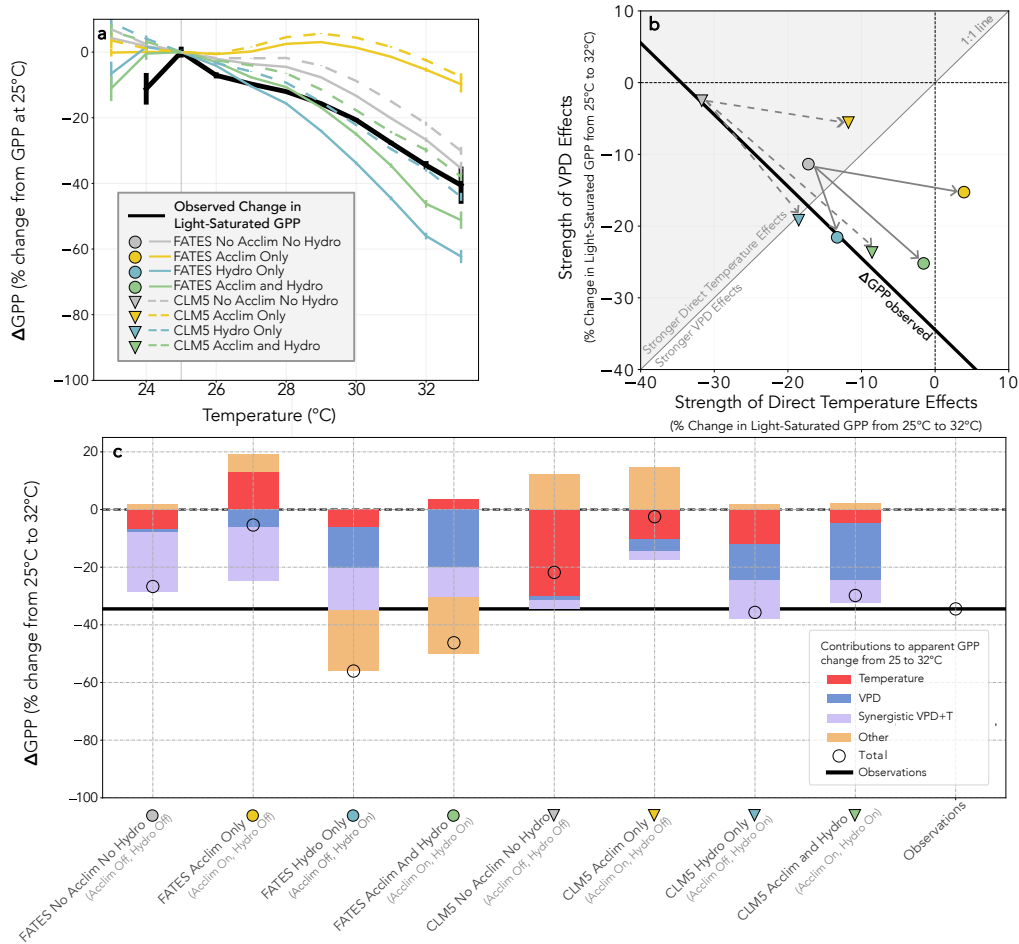 a
0
−20
−40
−60
−80
−100
24
26
28
30
32
ΔGPP (% change from GPP at 25°C)
Temperature (°C)
Observed Change in
Light-Saturated GPP
FATES No Acclim No Hydro
FATES Acclim Only
FATES Hydro Only
FATES Acclim and Hydro
CLM5 No Acclim No Hydro
CLM5 Acclim Only
CLM5 Hydro Only
CLM5 Acclim and Hydro
b
10
0
−10
−20
−30
−40
−40
−30
−20
−10
0
10
Strength of VPD Effects
(% Change in Light-Saturated GPP from 25°C to 32°C)
1:1 line
Stronger Direct Temperature Effects
Stronger VPD Effects
ΔGPP observed
Strength of Direct Temperature Effects
(% Change in Light-Saturated GPP from 25°C to 32°C)
c
20
0
−20
−40
−60
−80
−100
ΔGPP (% change from 25°C to 32°C)
Contributions to apparent GPP
change from 25 to 32°C
Temperature
VPD
Synergistic VPD+T
Other
Total
Observations
FATES No Acclim No Hydro
(Acclim Off, Hydro Off)
FATES Acclim Only
(Acclim On, Hydro Off)
FATES Hydro Only
(Acclim Off, Hydro On)
FATES Acclim And Hydro
(Acclim On, Hydro On)
CLM5 No Acclim No Hydro
(Acclim Off, Hydro Off)
CLM5 Acclim Only
(Acclim On, Hydro Off)
CLM5 Hydro Only
(Acclim Off, Hydro On)
CLM5 Acclim and Hydro
(Acclim On, Hydro On)
Observations